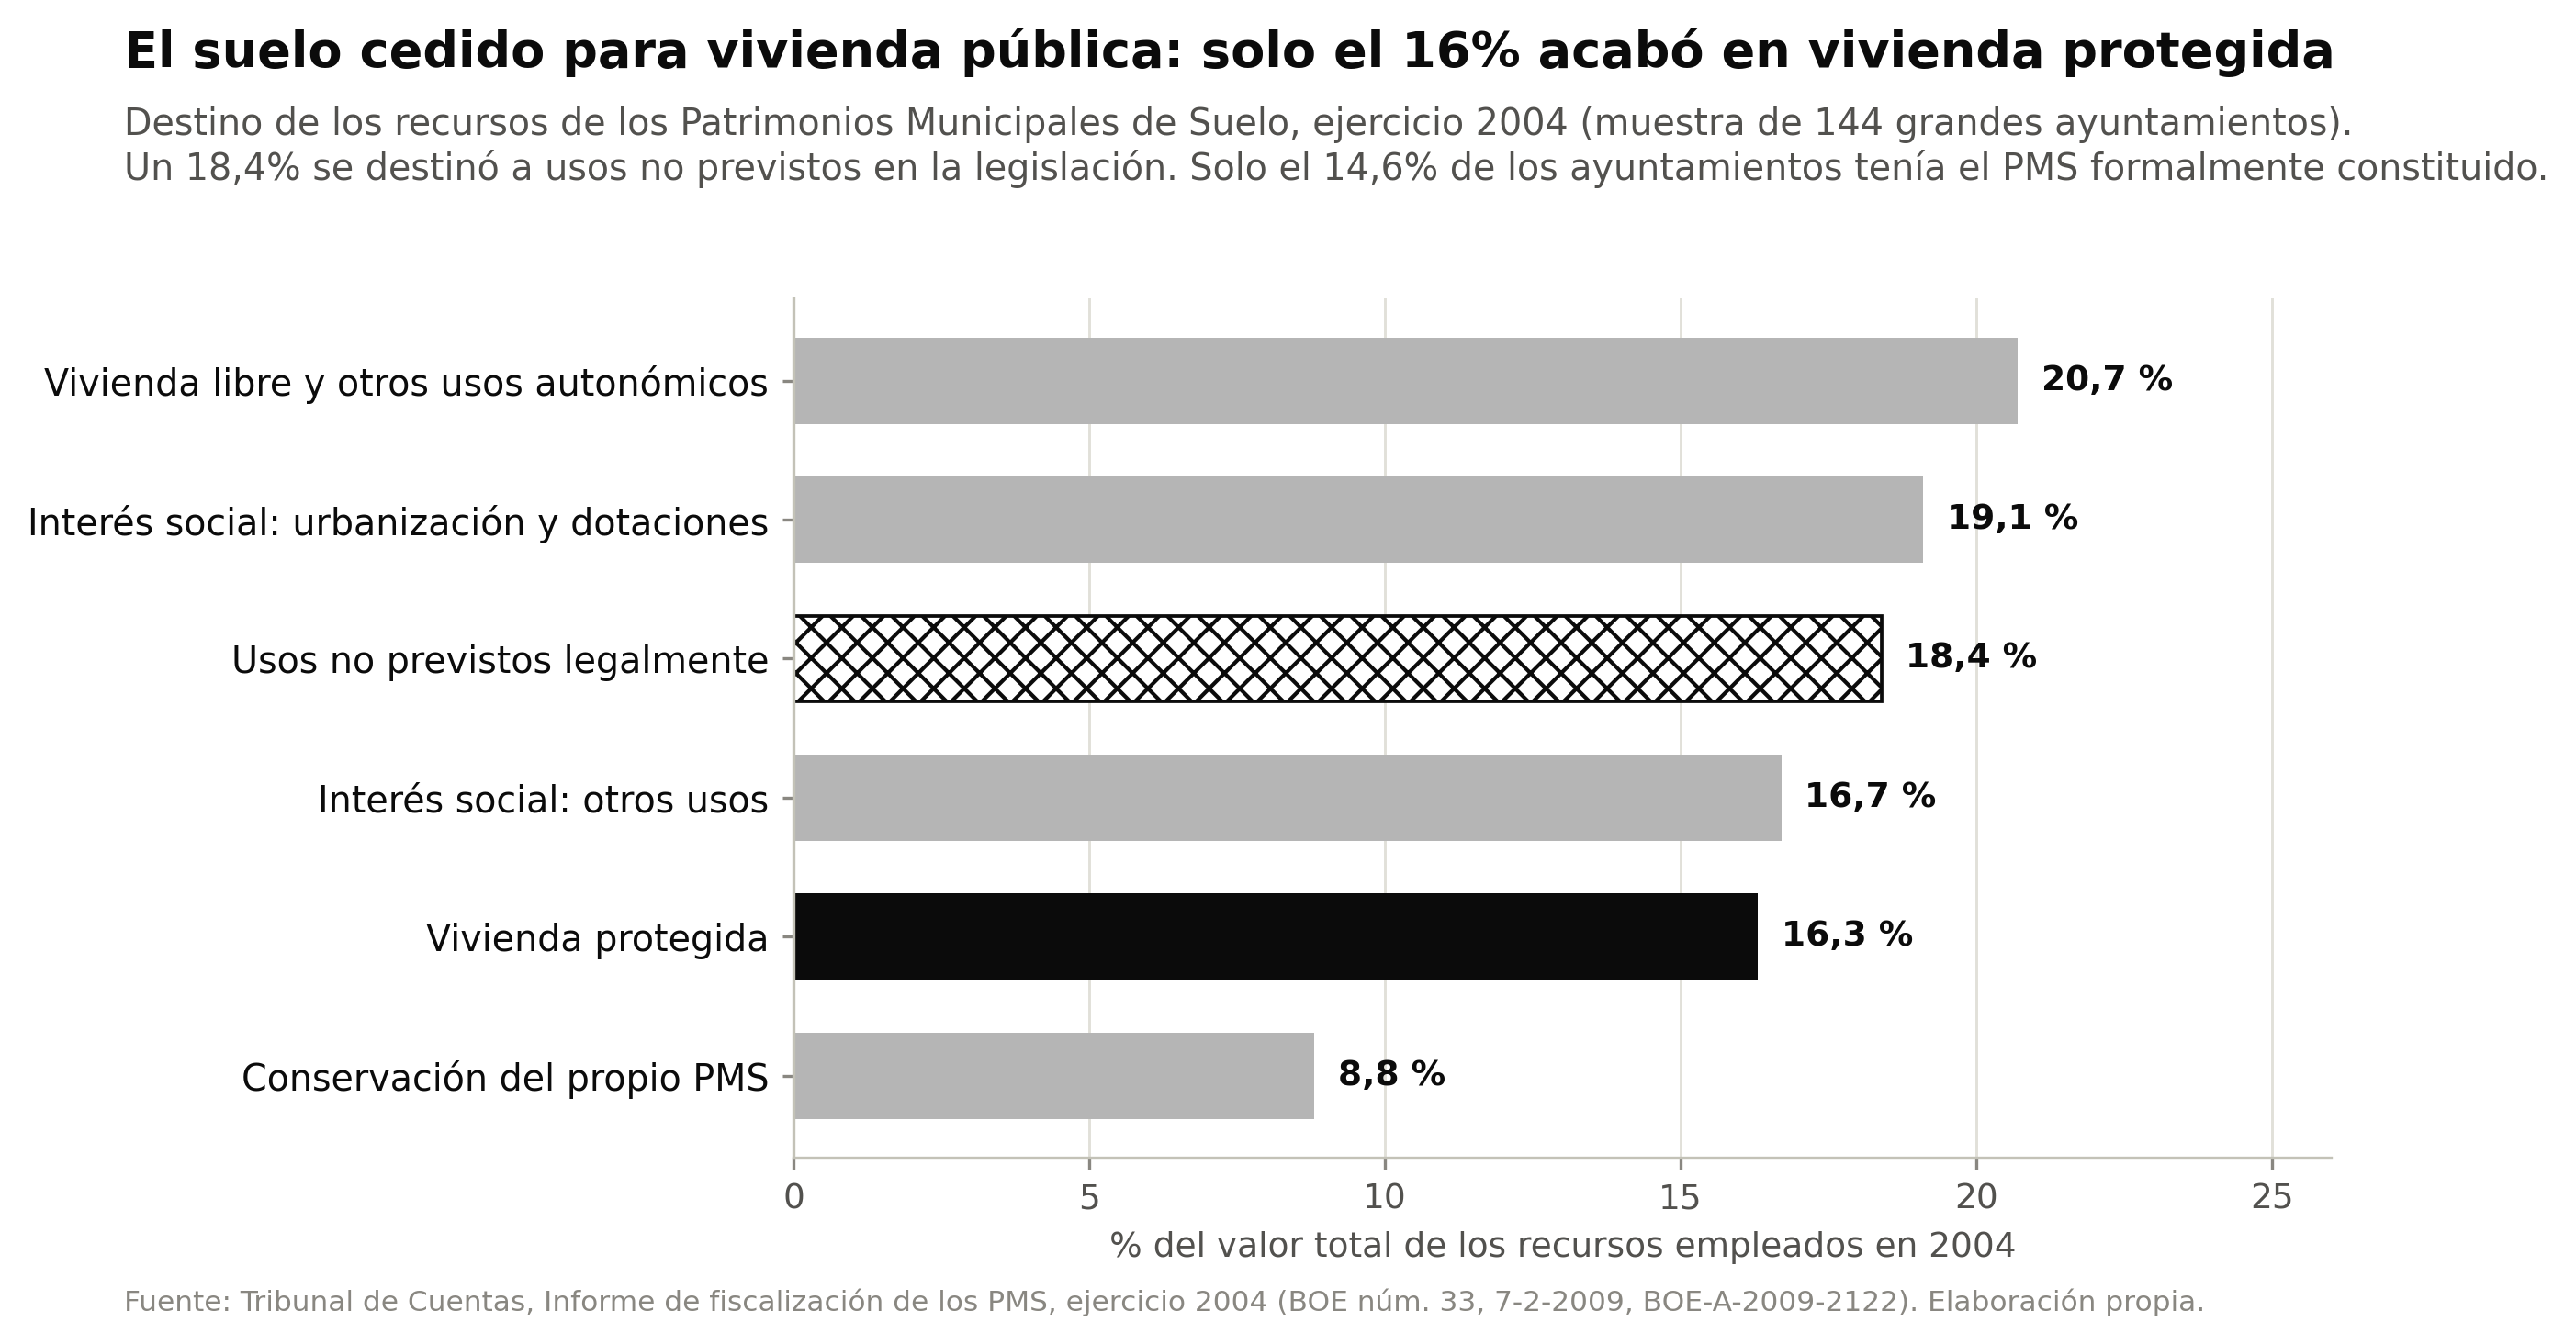 El suelo cedido para vivienda pública: solo el 16% acabó en vivienda protegida
Destino de los recursos de los Patrimonios Municipales de Suelo, ejercicio 2004 (muestra de 144 grandes ayuntamientos).
Un 18,4% se destinó a usos no previstos en la legislación. Solo el 14,6% de los ayuntamientos tenía el PMS formalmente constituido.
Vivienda libre y otros usos autonómicos
20,7 %
Interés social: urbanización y dotaciones
19,1 %
Usos no previstos legalmente
18,4 %
Interés social: otros usos
16,7 %
Vivienda protegida
16,3 %
Conservación del propio PMS
8,8 %
0 5 10 15 20 25
% del valor total de los recursos empleados en 2004
Fuente: Tribunal de Cuentas, Informe de fiscalización de los PMS, ejercicio 2004 (BOE núm. 33, 7-2-2009, BOE-A-2009-2122). Elaboración propia.